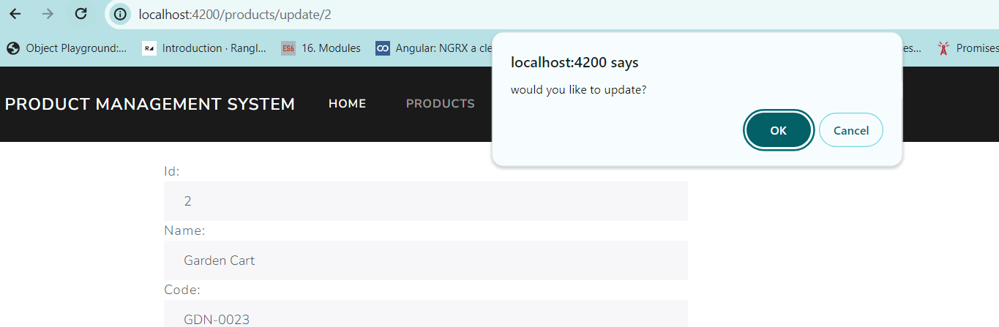 localhost:4200/products/update/2
Object Playground:... Introduction · Rangl... ES6 16. Modules Angular: NGRX a cle es... Promises
localhost:4200 says
would you like to update?
OK Cancel
PRODUCT MANAGEMENT SYSTEM HOME PRODUCTS
Id:
2
Name:
Garden Cart
Code:
GDN-0023